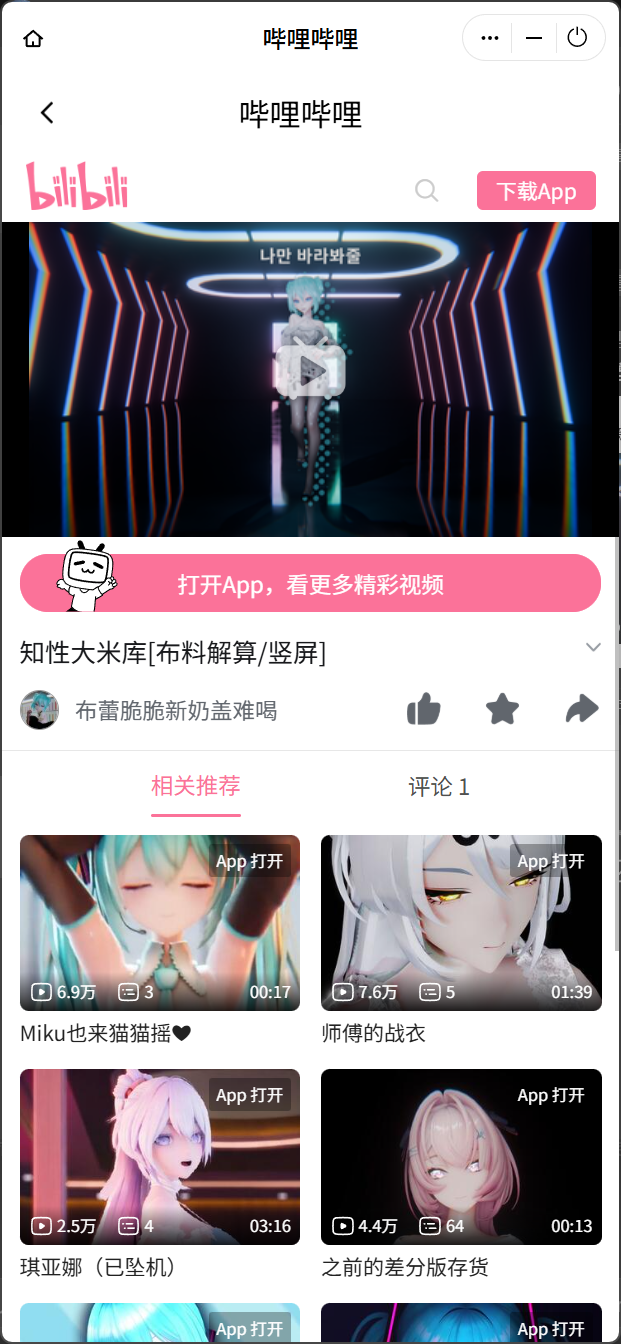 哔哩哔哩
哔哩哔哩
bilibili
下载App
나만 바라봐줄
打开App，看更多精彩视频
知性大米库[布料解算/竖屏]
布蕾脆脆新奶盖难喝
相关推荐
评论 1
App 打开
6.9万 3 00:17
Miku也来猫猫摇🖤
App 打开
7.6万 5 01:39
师傅的战衣
App 打开
2.5万 4 03:16
琪亚娜（已坠机）
App 打开
4.4万 64 00:13
之前的差分版存货
App 打开
App 打开